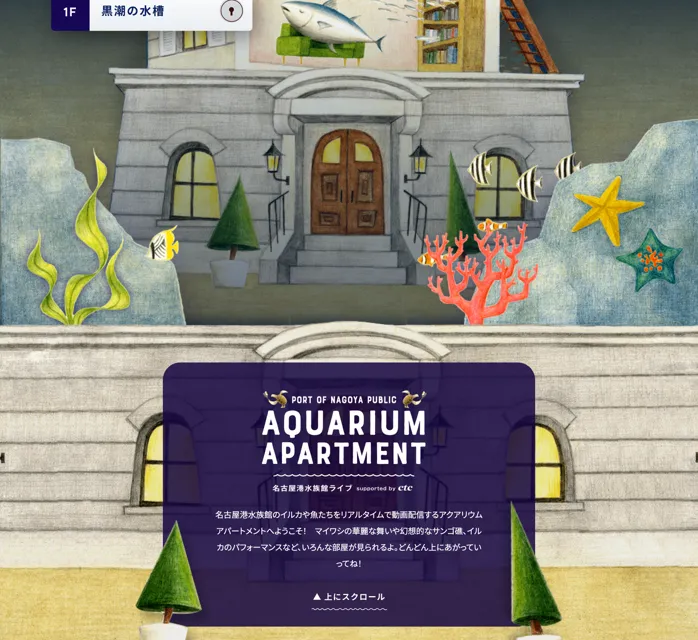 1F 黒潮の水槽
PORT OF NAGOYA PUBLIC
AQUARIUM
APARTMENT
名古屋港水族館ライブ supported by ctc
名古屋港水族館のイルカや魚たちをリアルタイムで動画配信するアクアリウム
アパートメントへようこそ! マイワシの華麗な舞いや幻想的なサンゴ礁、イル
カのパフォーマンスなど、いろんな部屋が見られるよ。どんどん上にあがってい
ってね!
▲ 上にスクロール